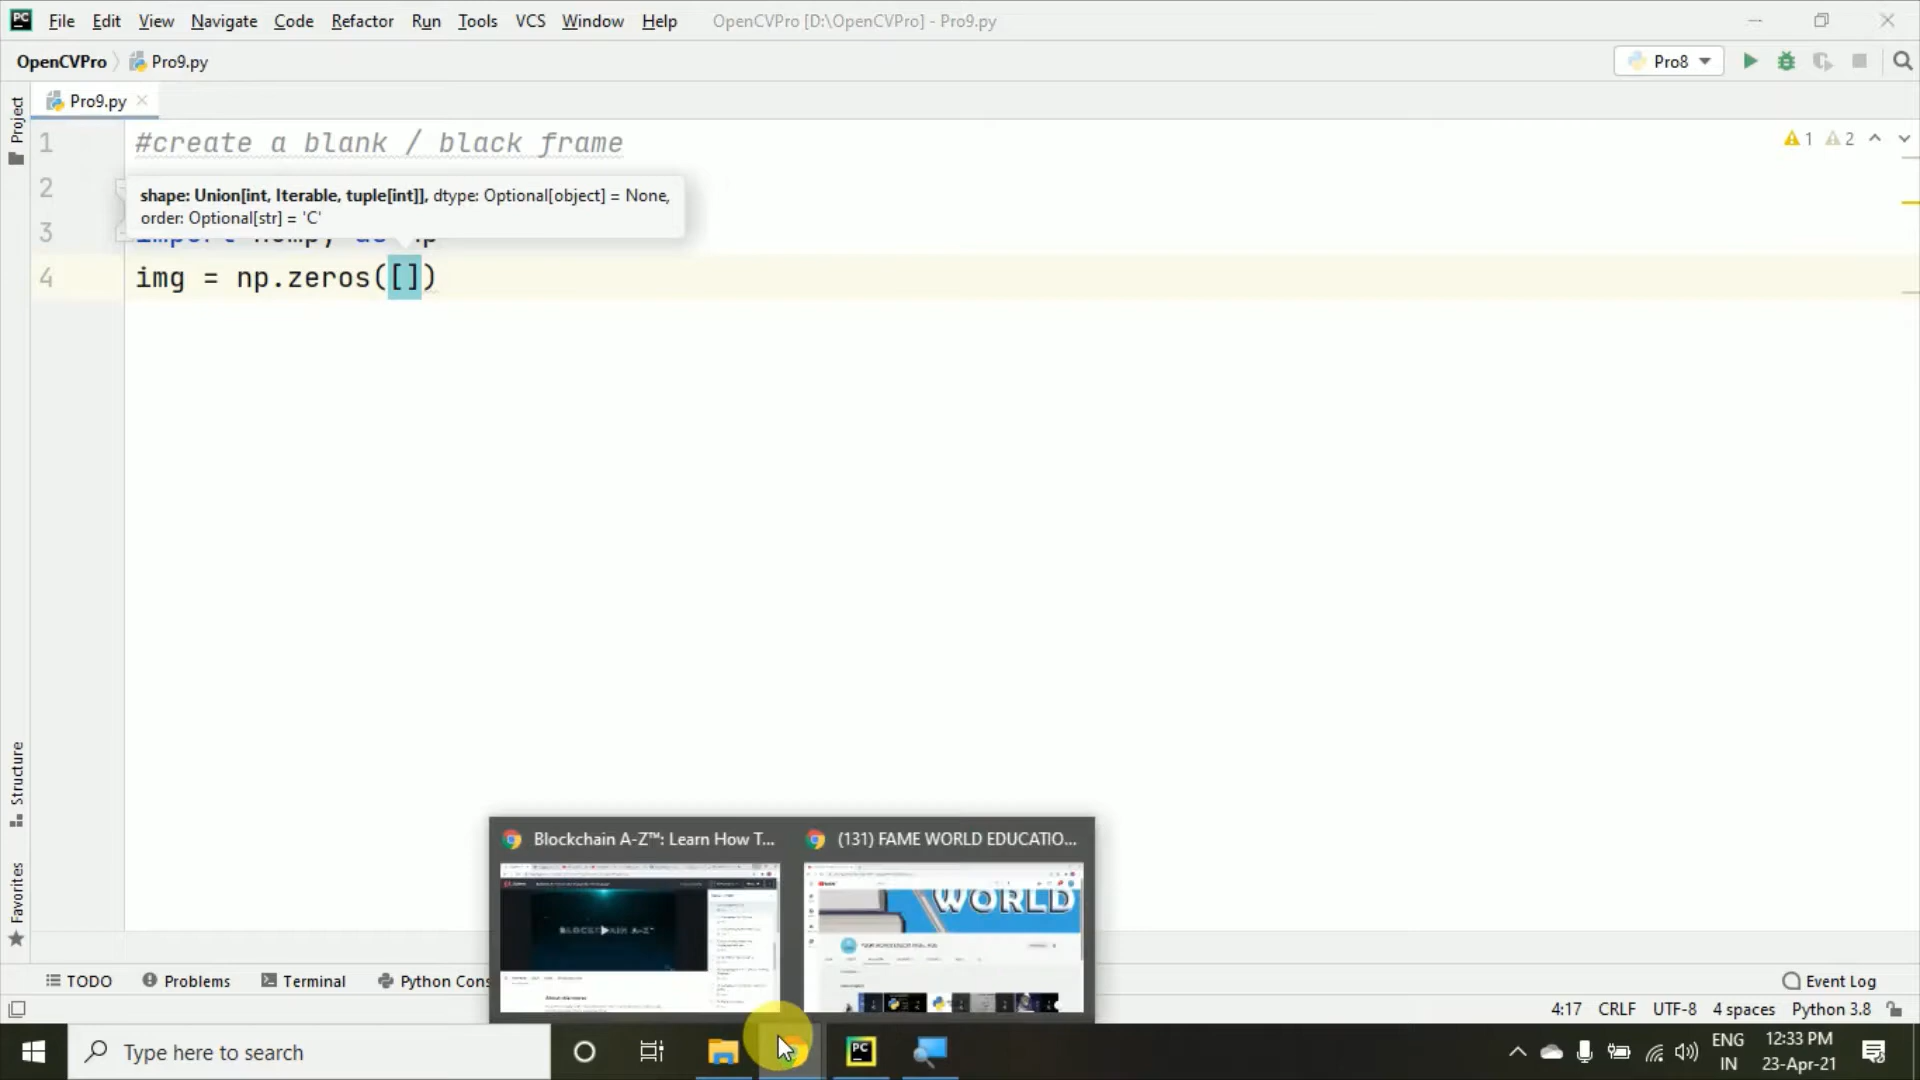 File Edit View Navigate Code Refactor Run Tools VCS Window Help OpenCVPro [D:\OpenCVPro] - Pro9.py
OpenCVPro Pro9.py Pro8
Project
Pro9.py
1 #create a blank / black frame
1 2
2
shape: Union[int, Iterable, tuple[int]], dtype: Optional[object] = None,
order: Optional[str] = 'C'
3
4 img = np.zeros([])
Structure
Favorites
Blockchain A-Z™: Learn How T...
(131) FAME WORLD EDUCATIO...
BLOCKCHAIN A-Z™
WORLD
TODO Problems Terminal Python Cons
Event Log
4:17 CRLF UTF-8 4 spaces Python 3.8
Type here to search
ENG
IN
12:33 PM
23-Apr-21